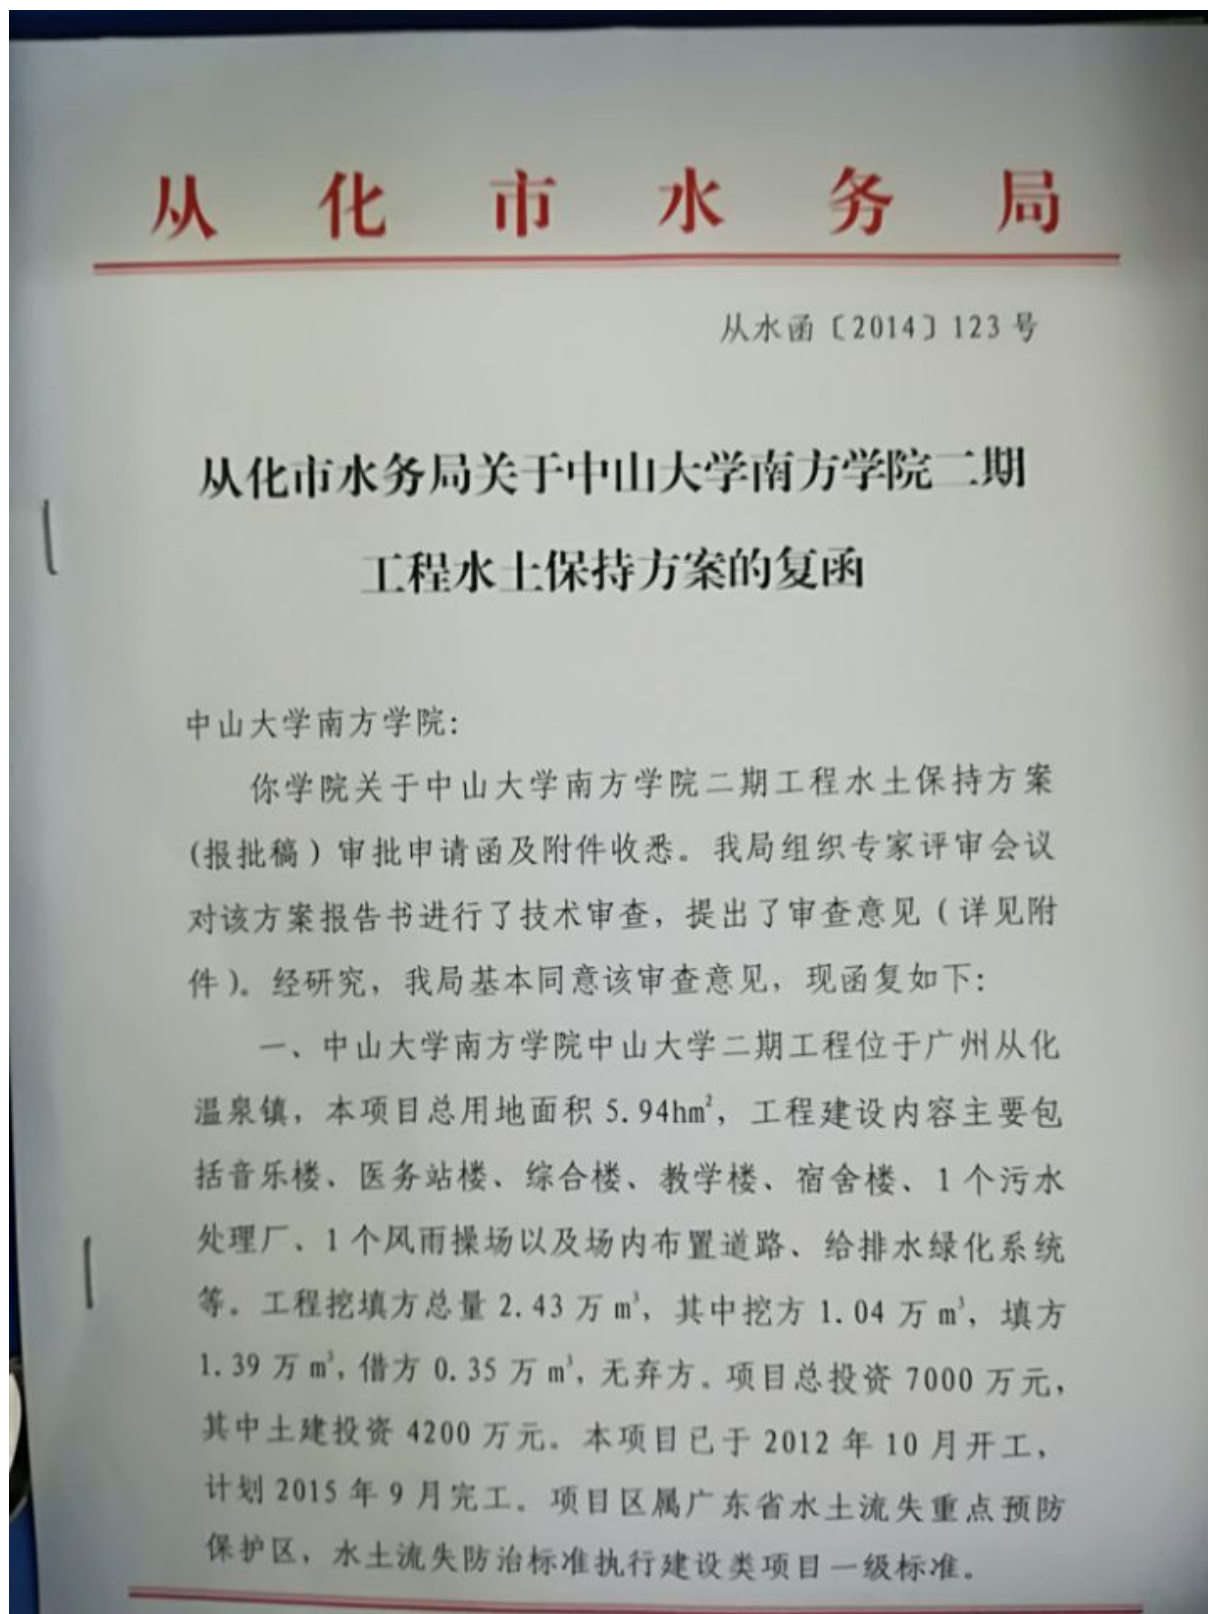 从化市水务局
从水函〔2014〕123号
从化市水务局关于中山大学南方学院二期
工程水土保持方案的复函
中山大学南方学院：
你学院关于中山大学南方学院二期工程水土保持方案
(报批稿）审批申请函及附件收悉。我局组织专家评审会议
对该方案报告书进行了技术审查，提出了审查意见（详见附
件）。经研究，我局基本同意该审查意见，现函复如下：
一、中山大学南方学院中山大学二期工程位于广州从化
温泉镇，本项目总用地面积5.94hm²，工程建设内容主要包
括音乐楼、医务站楼、综合楼、教学楼、宿舍楼、1个污水
处理厂、1个风雨操场以及场内布置道路、给排水绿化系统
等。工程挖填方总量2.43万m³，其中挖方1.04万m³，填方
1.39万m³，借方0.35万m³，无弃方。项目总投资7000万元，
其中土建投资4200万元。本项目已于2012年10月开工，
计划2015年9月完工。项目区属广东省水土流失重点预防
保护区，水土流失防治标准执行建设类项目一级标准。